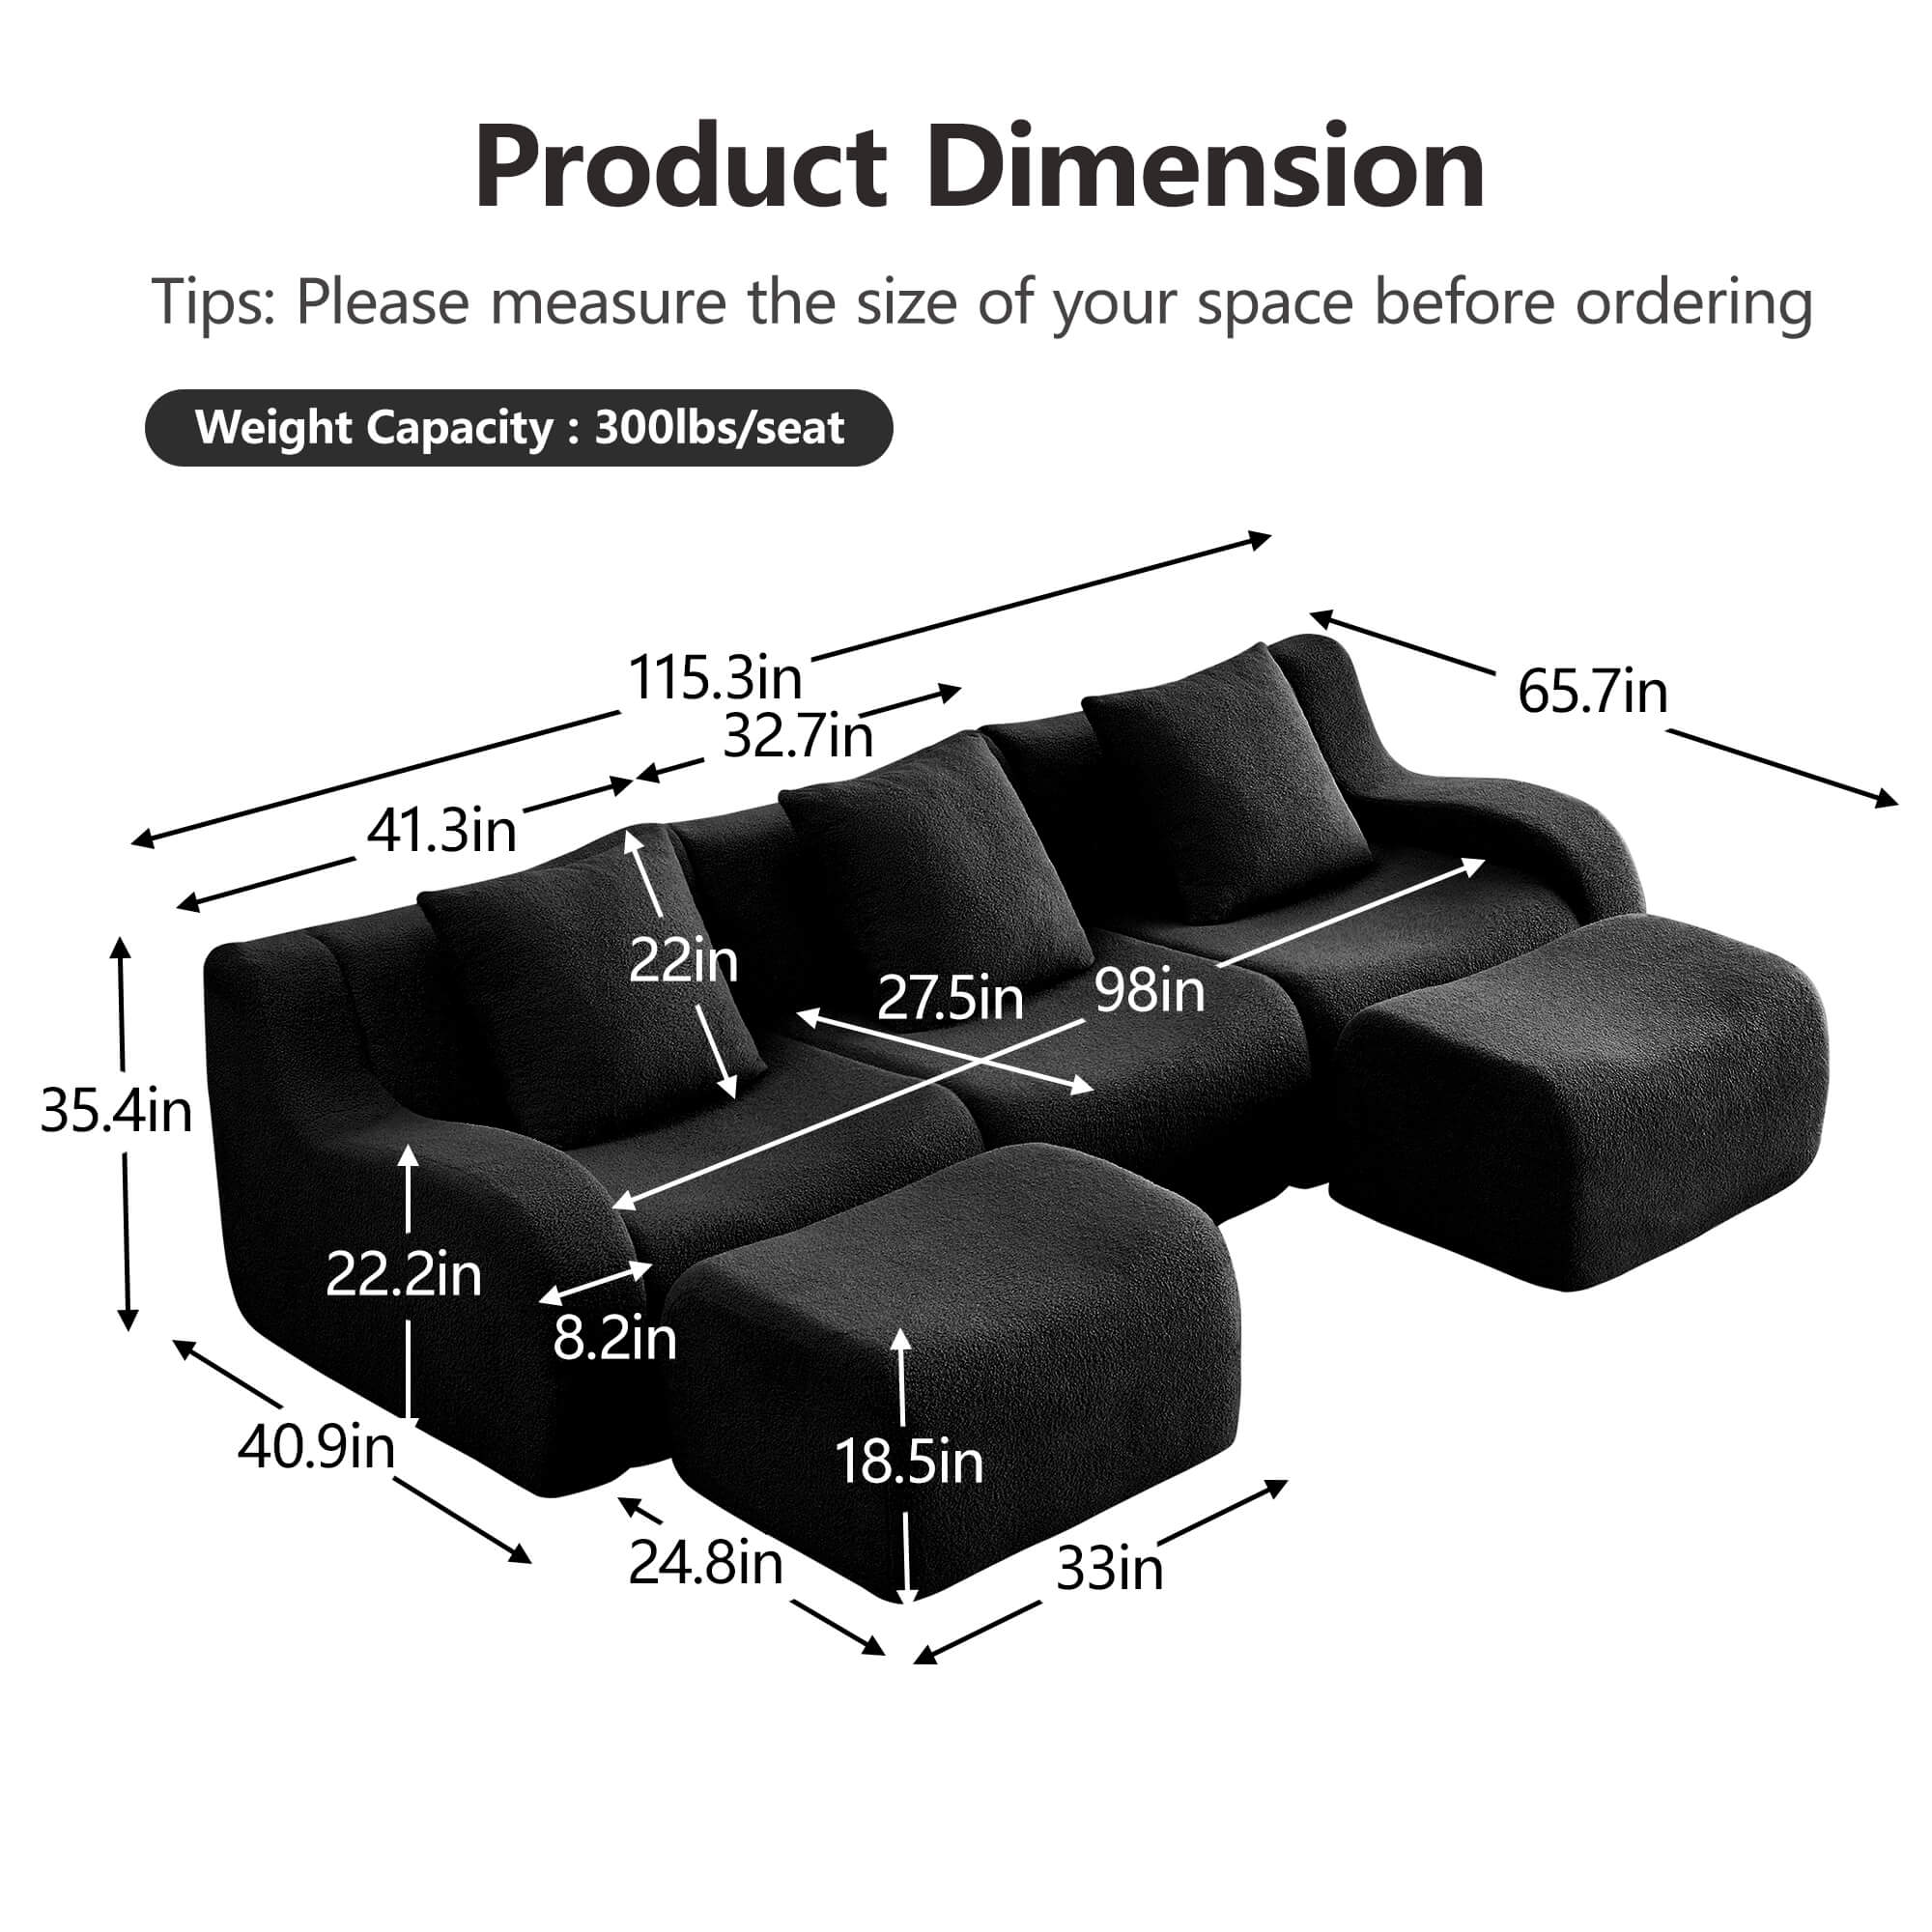 Product Dimension
Tips: Please measure the size of your space before ordering
Weight Capacity : 300lbs/seat
115.3in
65.7in
32.7in
41.3in
22in
27.5in
98in
35.4in
22.2in
8.2in
40.9in
18.5in
24.8in
33in